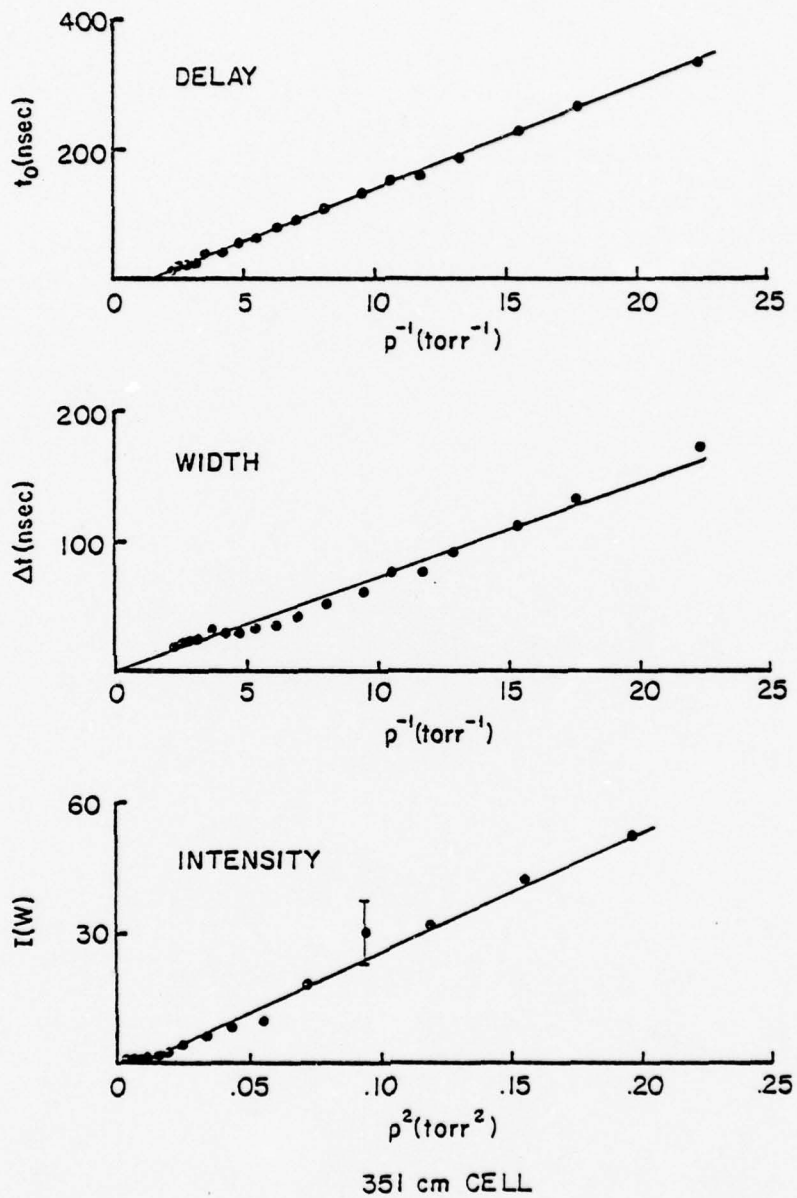 400
200
0
t₀(nsec)
DELAY
0 5 10 15 20 25
p⁻¹(torr⁻¹)
200
100
Δt(nsec)
WIDTH
0 5 10 15 20 25
p⁻¹(torr⁻¹)
60
30
I(W)
INTENSITY
0 .05 .10 .15 .20 .25
p²(torr²)
351 cm CELL